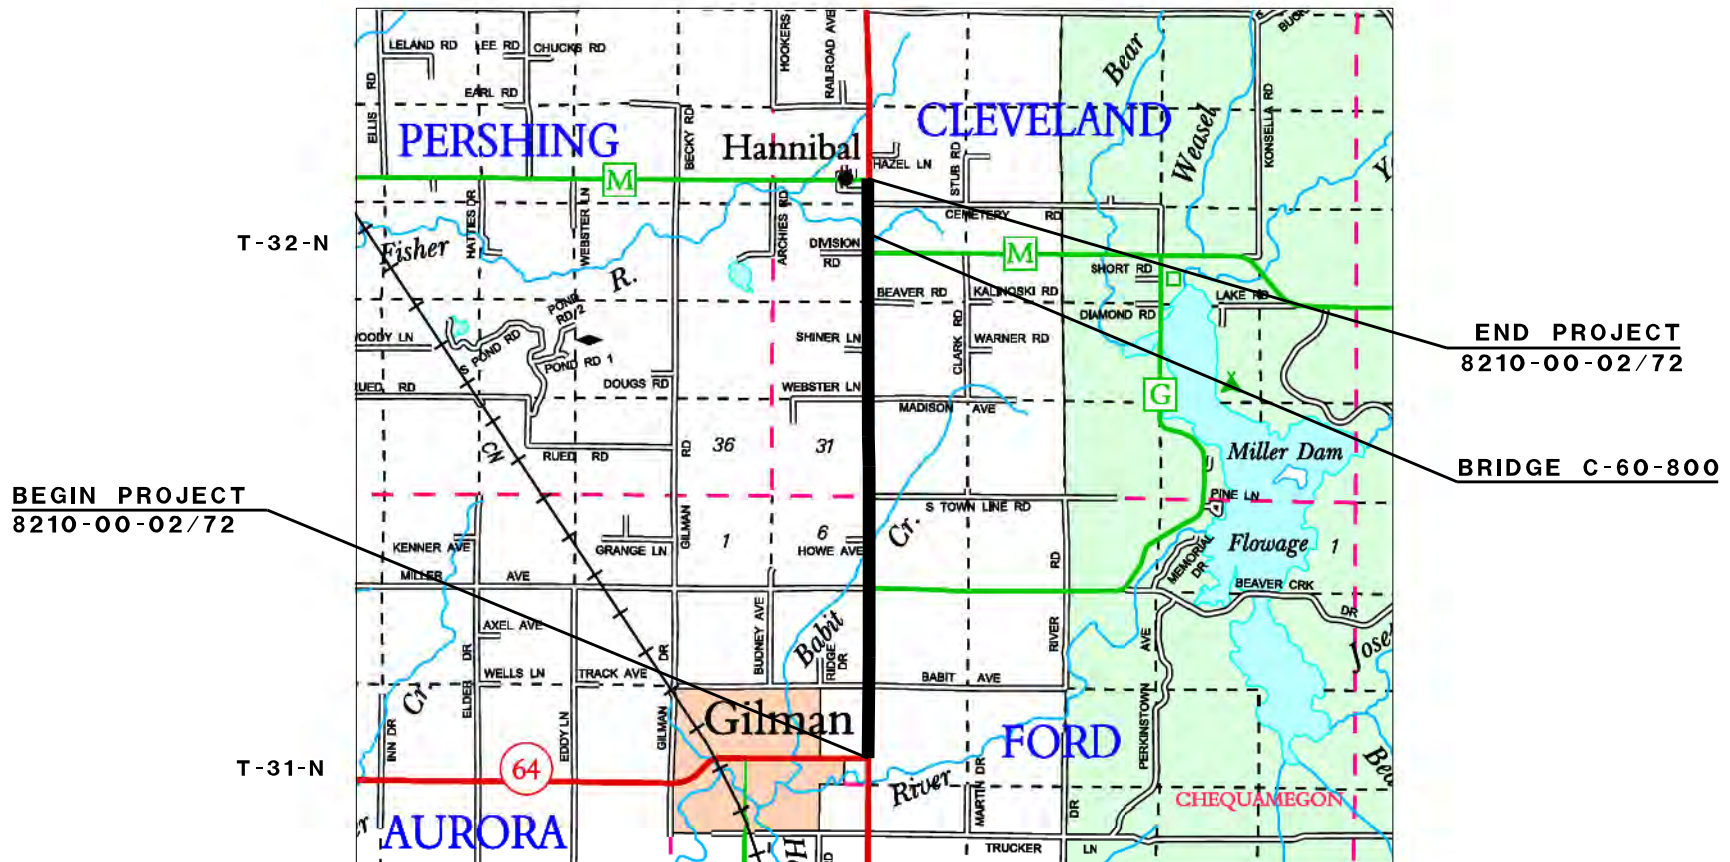 HOOKERS
RAILROAD AVE
Bear
LELAND RD
LEE RD
CHUCKS RD
ELLIS RD
EARL RD
BECKY RD
KONSELLA RD
Weasel
PERSHING
CLEVELAND
Hannibal
HAZEL LN
STUB RD
M
HATTIES DR
WEBSTER LN
ARCHIES RD
CEMETERY RD
T-32-N
Fisher
R.
DIVISION
RD
M
SHORT RD
BEAVER RD
KALINOSKI RD
LAKE RD
POND
RD 2
DIAMOND RD
END PROJECT
8210-00-02/72
S POND RD
POND RD 1
SHINER LN
CLARK RD
WARNER RD
DOUGS RD
WEBSTER LN
MADISON AVE
G
CN
RUED RD
GILMAN RD
36
31
Miller Dam
BRIDGE C-60-800
BEGIN PROJECT
8210-00-02/72
S TOWN LINE RD
PINE LN
KENNER AVE
GRANGE LN
1
6
HOWE AVE
Cr.
Flowage
1
MEMORIAL
DR
MILLER AVE
BEAVER CRK
DR
AXEL AVE
BUDNEY AVE
Babit
RIDGE
DR
RIVER RD
AVE
WELLS LN
TRACK AVE
BABIT AVE
Cr
ELDER DR
INN DR
EDDY LN
GILMAN DR
Gilman
FORD
PERKINSTOWN
T-31-N
64
River
MARTIN DR
DR
CHEQUAMEGON
AURORA
TRUCKER LN